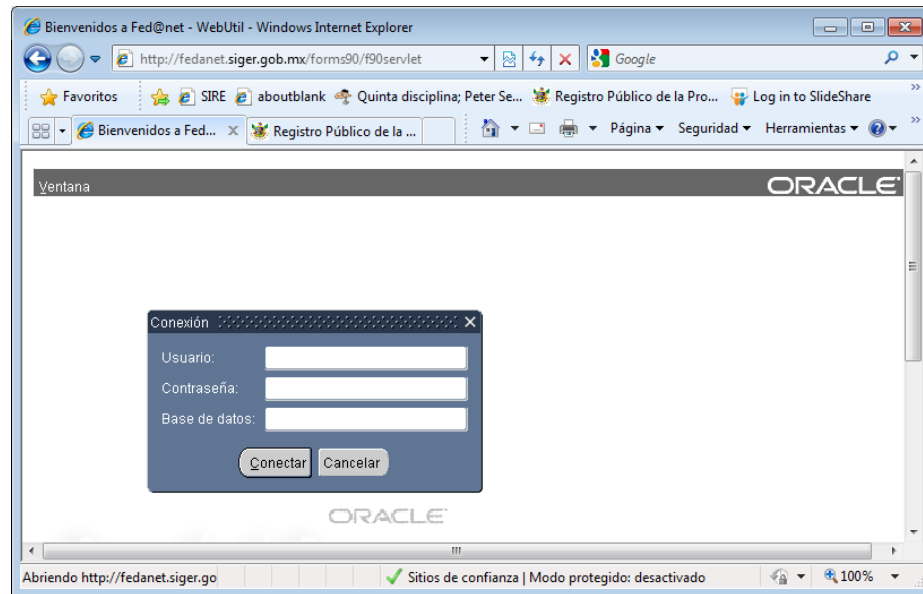 Bienvenidos a Fed@net - WebUtil - Windows Internet Explorer
http://fedanet.siger.gob.mx/forms90/f90servlet Google
Favoritos SIRE aboutblank Quinta disciplina; Peter Se... Registro Público de la Pro... Log in to SlideShare
Bienvenidos a Fed... Registro Público de la ... Página Seguridad Herramientas
Ventana ORACLE
Conexión
Usuario:
Contraseña:
Base de datos:
Conectar Cancelar
ORACLE
Abriendo http://fedanet.siger.go Sitios de confianza | Modo protegido: desactivado 100%